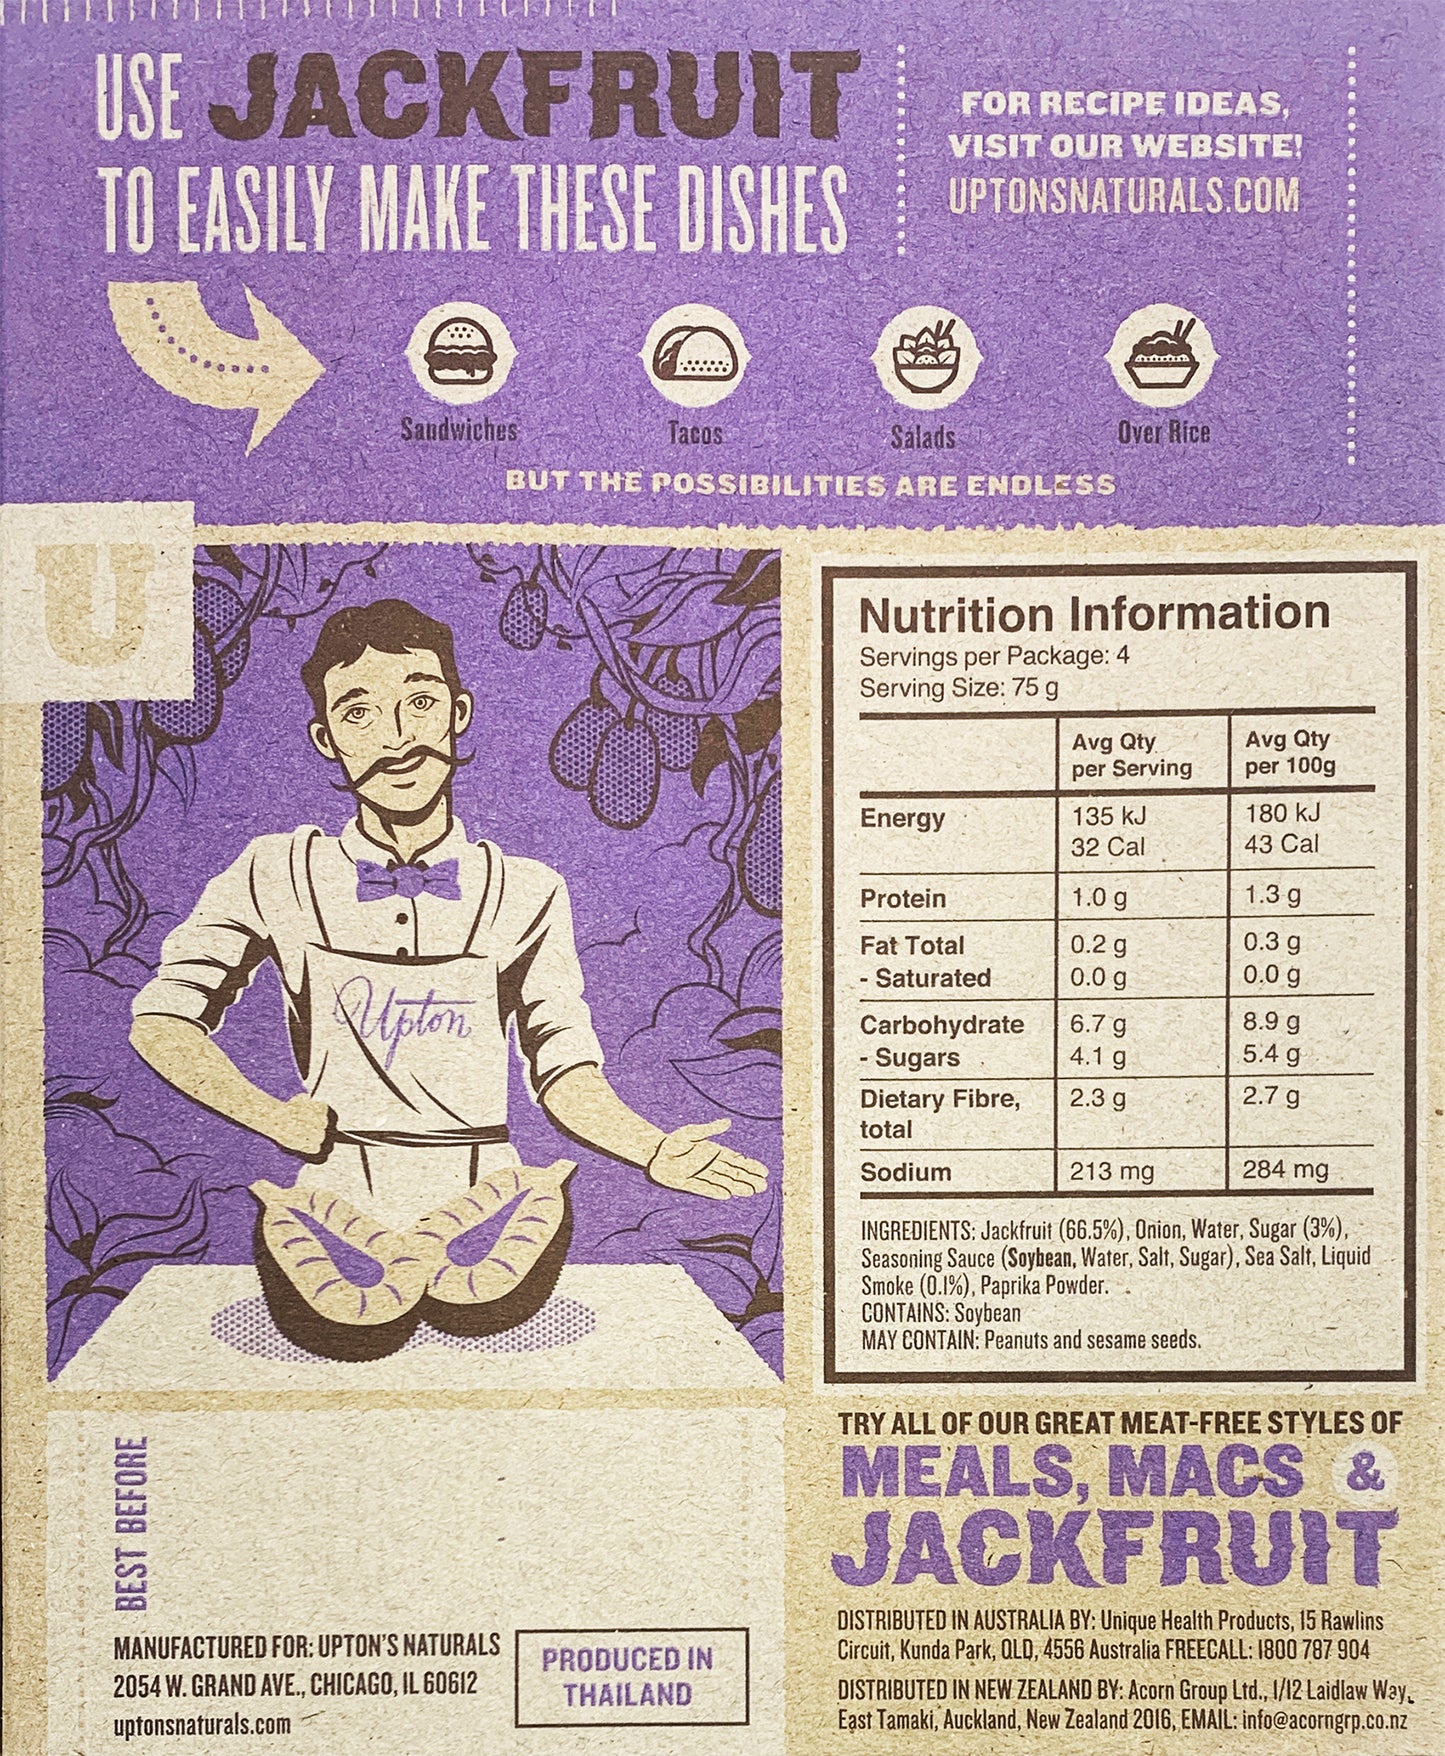 USE JACKFRUIT
TO EASILY MAKE THESE DISHES
FOR RECIPE IDEAS,
VISIT OUR WEBSITE!
UPTONSNATURALS.COM
Sandwiches
Tacos
Salads
Over Rice
BUT THE POSSIBILITIES ARE ENDLESS
U
Upton
Nutrition Information
Servings per Package: 4
Serving Size: 75 g
Avg Qty per Serving Avg Qty per 100g
Energy 135 kJ 180 kJ
32 Cal 43 Cal
Protein 1.0 g 1.3 g
Fat Total 0.2 g 0.3 g
- Saturated 0.0 g 0.0 g
Carbohydrate 6.7 g 8.9 g
- Sugars 4.1 g 5.4 g
Dietary Fibre, 2.3 g 2.7 g
total
Sodium 213 mg 284 mg
INGREDIENTS: Jackfruit (66.5%), Onion, Water, Sugar (3%),
Seasoning Sauce (Soybean, Water, Salt, Sugar), Sea Salt, Liquid
Smoke (0.1%), Paprika Powder.
CONTAINS: Soybean
MAY CONTAIN: Peanuts and sesame seeds.
BEST BEFORE
MANUFACTURED FOR: UPTON'S NATURALS
2054 W. GRAND AVE., CHICAGO, IL 60612
uptonsnaturals.com
PRODUCED IN
THAILAND
TRY ALL OF OUR GREAT MEAT-FREE STYLES OF
MEALS, MACS &
JACKFRUIT
DISTRIBUTED IN AUSTRALIA BY: Unique Health Products, 15 Rawlins
Circuit, Kunda Park, QLD, 4556 Australia FREECALL: 1800 787 904
DISTRIBUTED IN NEW ZEALAND BY: Acorn Group Ltd., 1/12 Laidlaw Way,
East Tamaki, Auckland, New Zealand 2016, EMAIL: info@acorngrp.co.nz